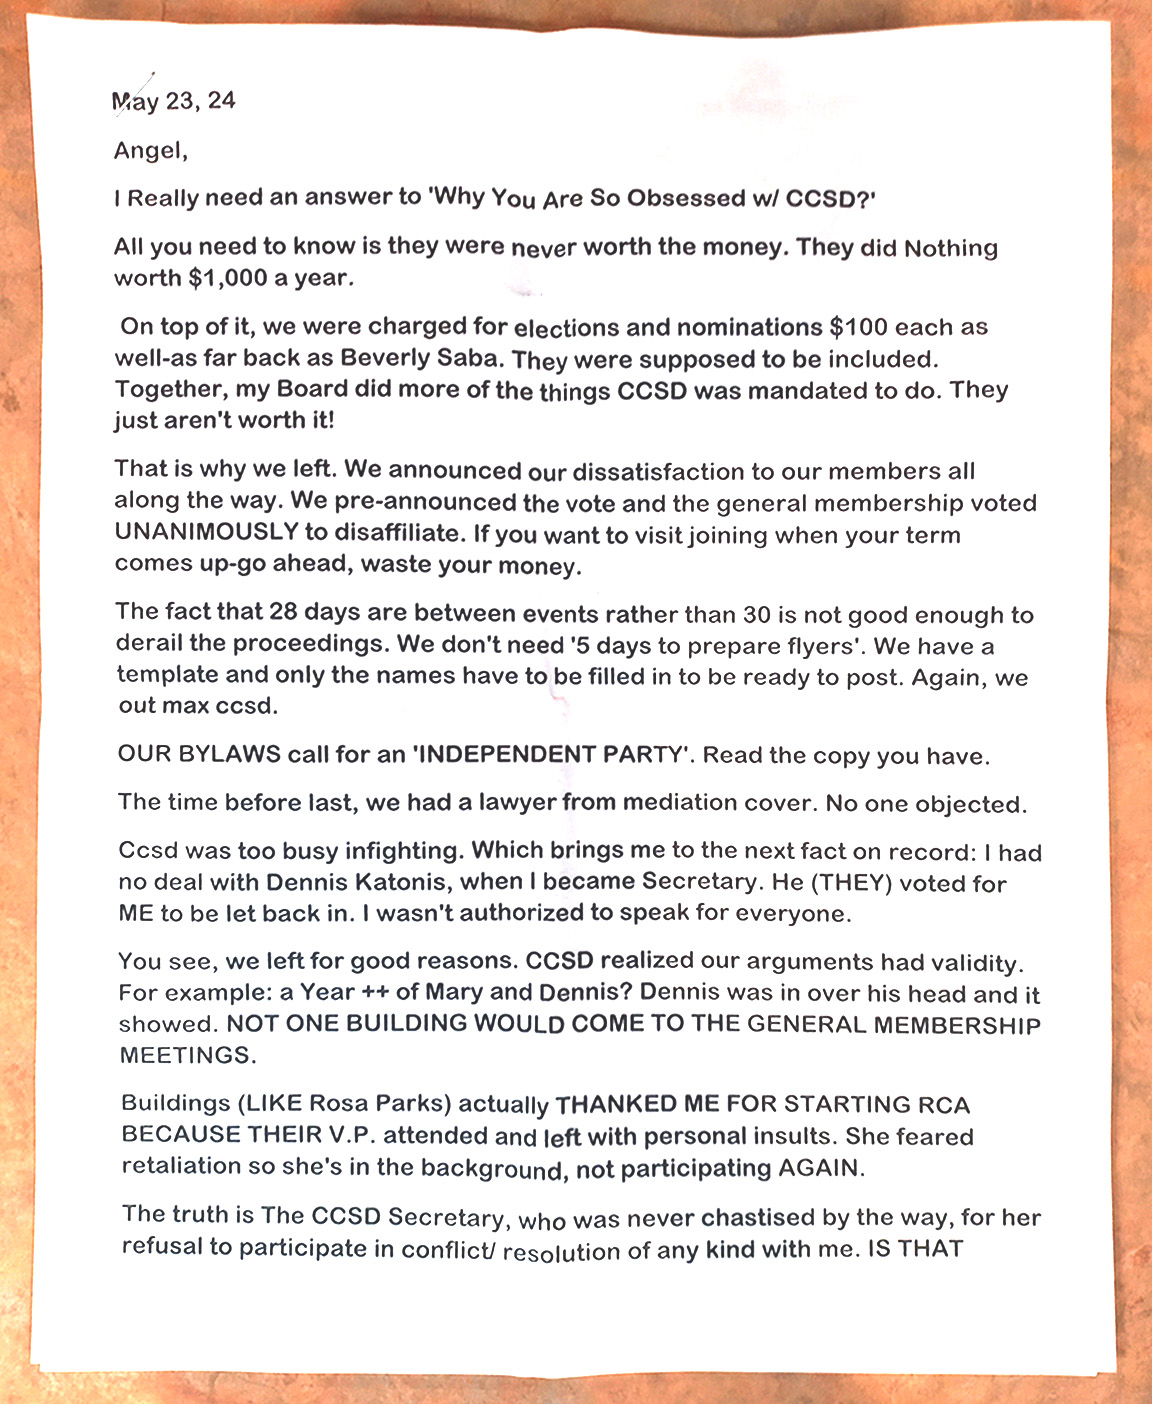 May 23, 24
Angel,
I Really need an answer to 'Why You Are So Obsessed w/ CCSD?'
All you need to know is they were never worth the money. They did Nothing
worth $1,000 a year.
On top of it, we were charged for elections and nominations $100 each as
well-as far back as Beverly Saba. They were supposed to be included.
Together, my Board did more of the things CCSD was mandated to do. They
just aren't worth it!
That is why we left. We announced our dissatisfaction to our members all
along the way. We pre-announced the vote and the general membership voted
UNANIMOUSLY to disaffiliate. If you want to visit joining when your term
comes up-go ahead, waste your money.
The fact that 28 days are between events rather than 30 is not good enough to
derail the proceedings. We don't need '5 days to prepare flyers'. We have a
template and only the names have to be filled in to be ready to post. Again, we
out max ccsd.
OUR BYLAWS call for an 'INDEPENDENT PARTY'. Read the copy you have.
The time before last, we had a lawyer from mediation cover. No one objected.
Ccsd was too busy infighting. Which brings me to the next fact on record: I had
no deal with Dennis Katonis, when I became Secretary. He (THEY) voted for
ME to be let back in. I wasn't authorized to speak for everyone.
You see, we left for good reasons. CCSD realized our arguments had validity.
For example: a Year ++ of Mary and Dennis? Dennis was in over his head and it
showed. NOT ONE BUILDING WOULD COME TO THE GENERAL MEMBERSHIP
MEETINGS.
Buildings (LIKE Rosa Parks) actually THANKED ME FOR STARTING RCA
BECAUSE THEIR V.P. attended and left with personal insults. She feared
retaliation so she's in the background, not participating AGAIN.
The truth is The CCSD Secretary, who was never chastised by the way, for her
refusal to participate in conflict/ resolution of any kind with me. IS THAT